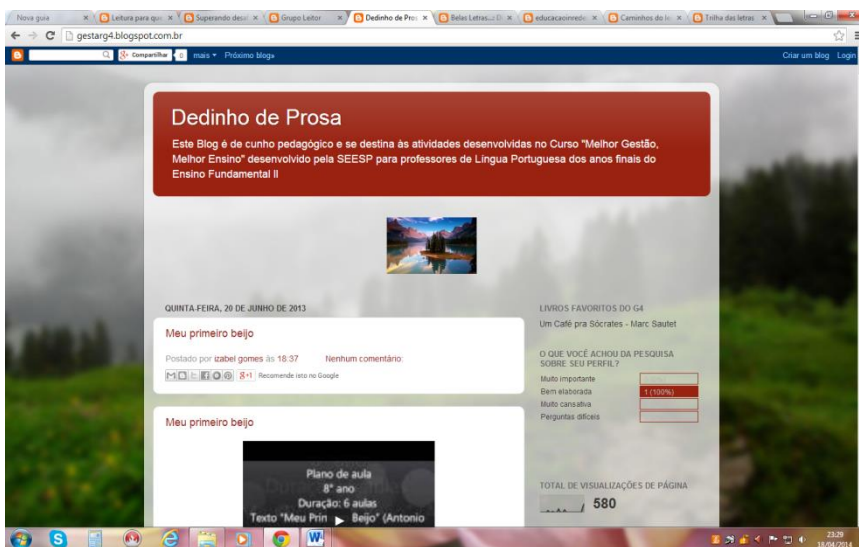 Nova guia
Leitura para que
Superando desa
Grupo Leitor
Dedinho de Pros
Belas Letras...: D
educacaoinnrede
Caminhos do le
Trilha das letras
gestarg4.blogspot.com.br
Compartilhar 0 mais Próximo blog»
Criar um blog Login
Dedinho de Prosa
Este Blog é de cunho pedagógico e se destina às atividades desenvolvidas no Curso "Melhor Gestão,
Melhor Ensino" desenvolvido pela SEESP para professores de Língua Portuguesa dos anos finais do
Ensino Fundamental II
QUINTA-FEIRA, 20 DE JUNHO DE 2013
Meu primeiro beijo
Postado por izabel gomes às 18:37 Nenhum comentário:
g+1 Recomende isto no Google
Meu primeiro beijo
Plano de aula
8° ano
Duração: 6 aulas
Texto "Meu Prin Beijo" (Antonio
LIVROS FAVORITOS DO G4
Um Café pra Sócrates - Marc Sautet
O QUE VOCÊ ACHOU DA PESQUISA
SOBRE SEU PERFIL?
Muito importante
Bem elaborada 1 (100%)
Muito cansativa
Perguntas difíceis
TOTAL DE VISUALIZAÇÕES DE PÁGINA
580
23:29
18/04/2014